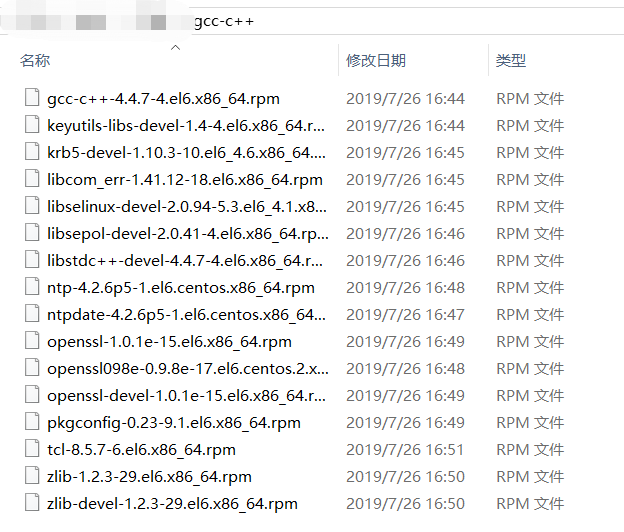 gcc-c++
名称 修改日期 类型
gcc-c++-4.4.7-4.el6.x86_64.rpm 2019/7/26 16:44 RPM 文件
keyutils-libs-devel-1.4-4.el6.x86_64.r... 2019/7/26 16:44 RPM 文件
krb5-devel-1.10.3-10.el6_4.6.x86_64.... 2019/7/26 16:45 RPM 文件
libcom_err-1.41.12-18.el6.x86_64.rpm 2019/7/26 16:45 RPM 文件
libselinux-devel-2.0.94-5.3.el6_4.1.x8... 2019/7/26 16:45 RPM 文件
libsepol-devel-2.0.41-4.el6.x86_64.rp... 2019/7/26 16:46 RPM 文件
libstdc++-devel-4.4.7-4.el6.x86_64.r... 2019/7/26 16:46 RPM 文件
ntp-4.2.6p5-1.el6.centos.x86_64.rpm 2019/7/26 16:48 RPM 文件
ntpdate-4.2.6p5-1.el6.centos.x86_64... 2019/7/26 16:47 RPM 文件
openssl-1.0.1e-15.el6.x86_64.rpm 2019/7/26 16:49 RPM 文件
openssl098e-0.9.8e-17.el6.centos.2.x... 2019/7/26 16:48 RPM 文件
openssl-devel-1.0.1e-15.el6.x86_64.r... 2019/7/26 16:49 RPM 文件
pkgconfig-0.23-9.1.el6.x86_64.rpm 2019/7/26 16:49 RPM 文件
tcl-8.5.7-6.el6.x86_64.rpm 2019/7/26 16:51 RPM 文件
zlib-1.2.3-29.el6.x86_64.rpm 2019/7/26 16:50 RPM 文件
zlib-devel-1.2.3-29.el6.x86_64.rpm 2019/7/26 16:50 RPM 文件